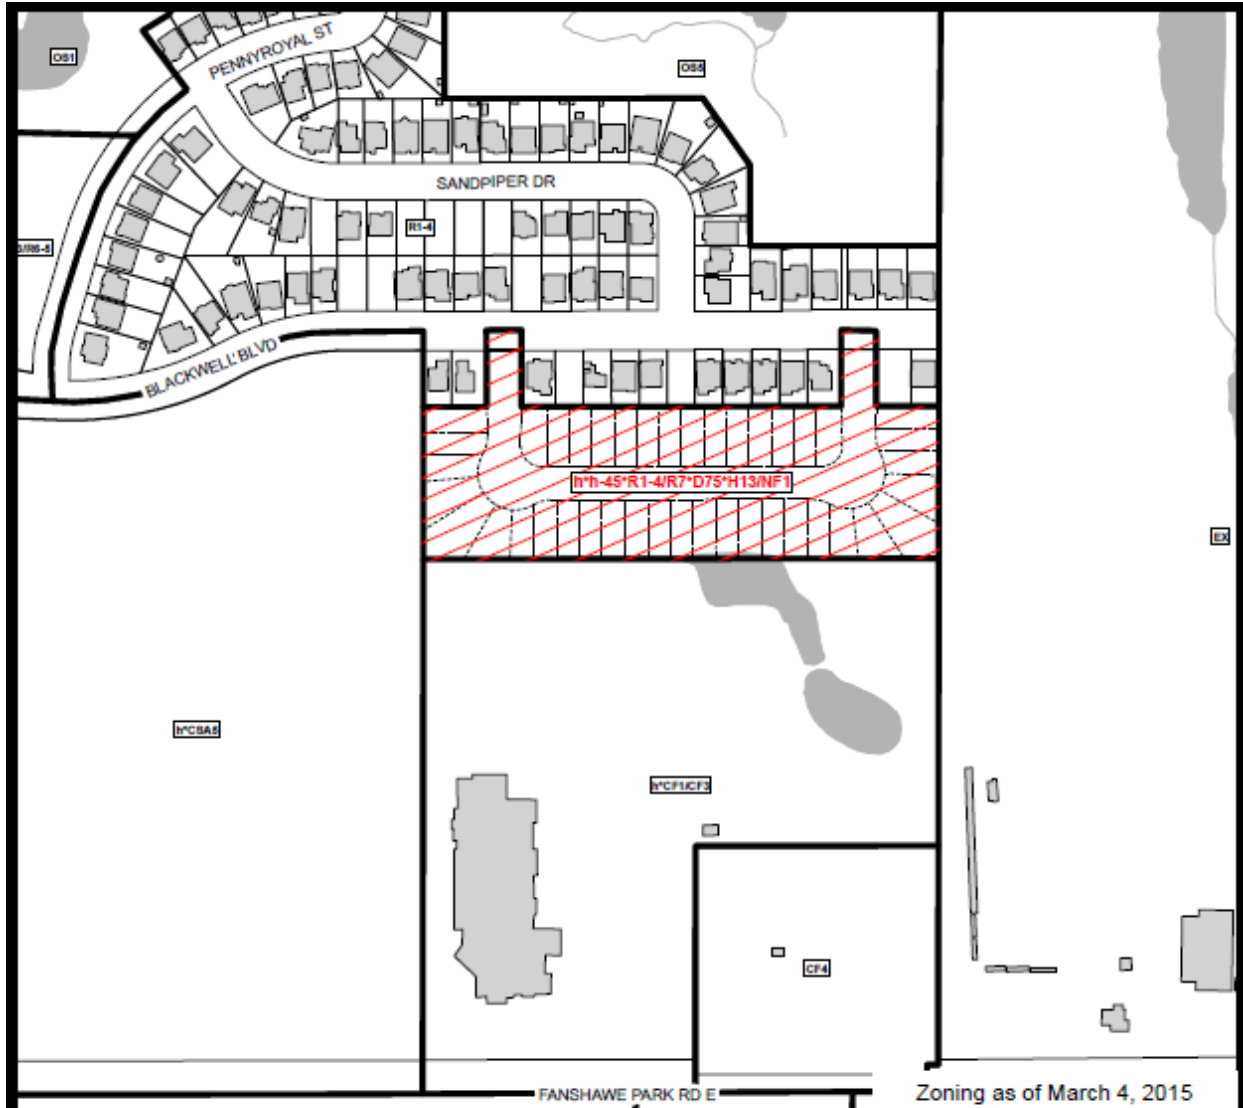 PENNYROYAL ST
OS1
OS5
SANDPIPER DR
R1-4
BLACKWELL BLVD
h*h-45*R1-4/R7*D75*H13/NF1
EX
h*CSA5
h*CF1/CF3
CF4
FANSHAWE PARK RD E
Zoning as of March 4, 2015